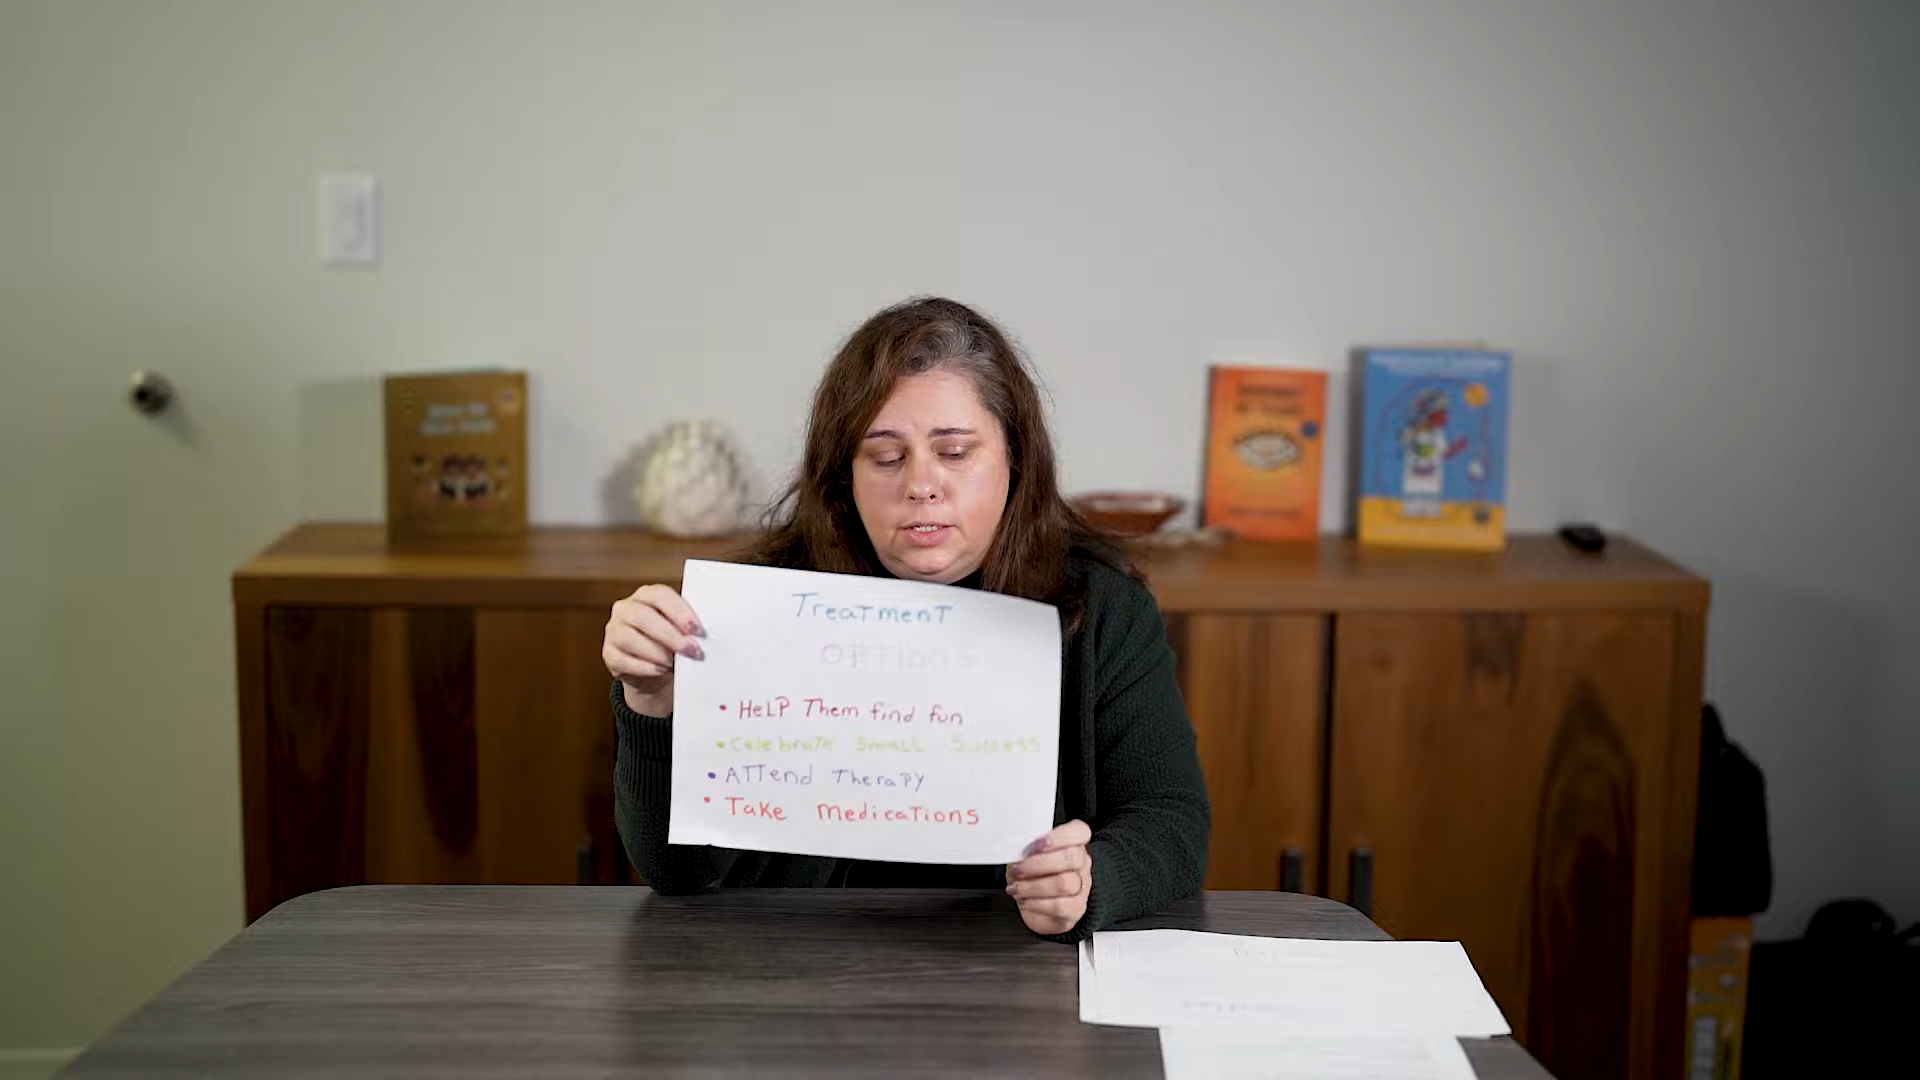 Treatment
OPTIONS
• HeLP Them find fun
• Celebrate small Success
• ATTend Therapy
• Take medications